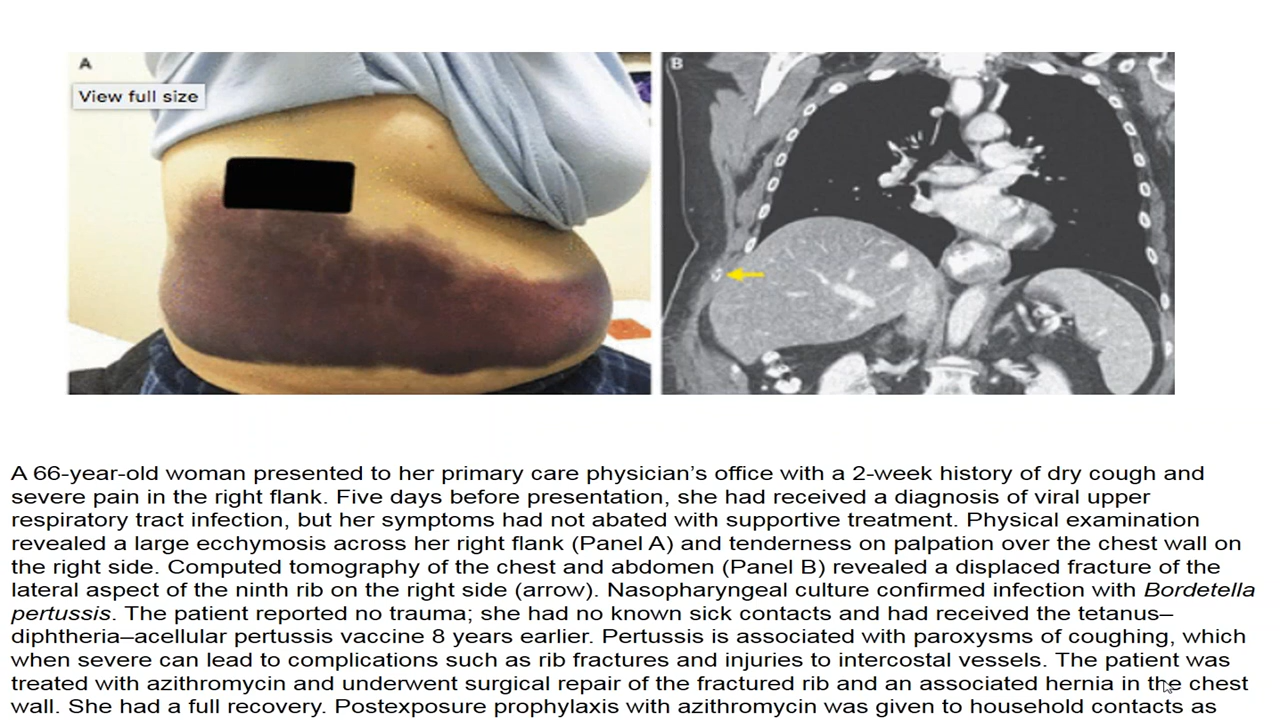 A
View full size
B
A 66-year-old woman presented to her primary care physician's office with a 2-week history of dry cough and
severe pain in the right flank. Five days before presentation, she had received a diagnosis of viral upper
respiratory tract infection, but her symptoms had not abated with supportive treatment. Physical examination
revealed a large ecchymosis across her right flank (Panel A) and tenderness on palpation over the chest wall on
the right side. Computed tomography of the chest and abdomen (Panel B) revealed a displaced fracture of the
lateral aspect of the ninth rib on the right side (arrow). Nasopharyngeal culture confirmed infection with Bordetella
pertussis. The patient reported no trauma; she had no known sick contacts and had received the tetanus–
diphtheria–acellular pertussis vaccine 8 years earlier. Pertussis is associated with paroxysms of coughing, which
when severe can lead to complications such as rib fractures and injuries to intercostal vessels. The patient was
treated with azithromycin and underwent surgical repair of the fractured rib and an associated hernia in the chest
wall. She had a full recovery. Postexposure prophylaxis with azithromycin was given to household contacts as